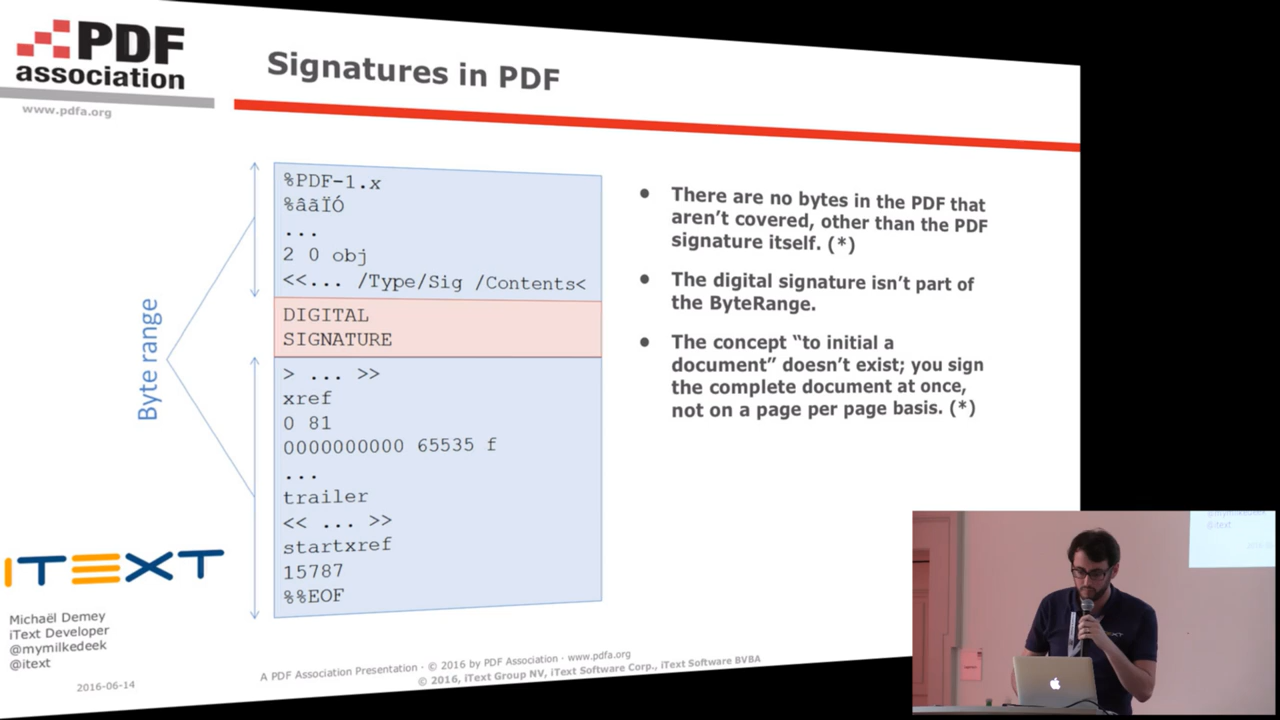 PDF
association
www.pdfa.org
Signatures in PDF
Byte range
%PDF-1.x
%âãÏÓ
...
2 0 obj
<<... /Type/Sig /Contents<
DIGITAL
SIGNATURE
> ... >>
xref
0 81
0000000000 65535 f
...
trailer
<< ... >>
startxref
15787
%%EOF
• There are no bytes in the PDF that
aren't covered, other than the PDF
signature itself. (*)
• The digital signature isn't part of
the ByteRange.
• The concept “to initial a
document” doesn't exist; you sign
the complete document at once,
not on a page per page basis. (*)
iTEXT
Michaël Demey
iText Developer
@mymilkedeek
@itext
2016-06-14
A PDF Association Presentation · © 2016 by PDF Association · www.pdfa.org
© 2016, iText Group NV, iText Software Corp., iText Software BVBA
@mymilkedeek
@itext